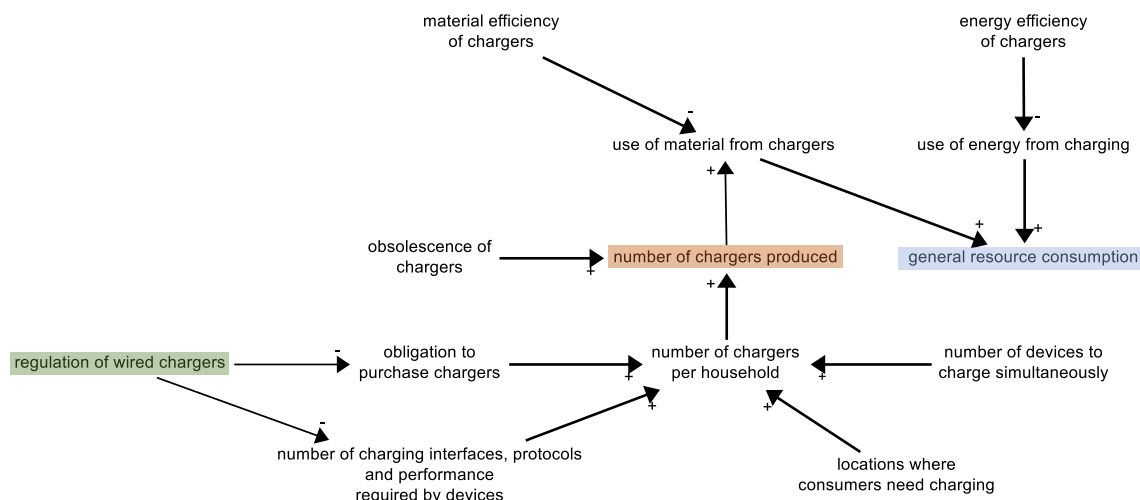 material efficiency
of chargers
energy efficiency
of chargers
-
-
use of material from chargers
use of energy from charging
+
+
+
obsolescence of
chargers
+
number of chargers produced
general resource consumption
+
regulation of wired chargers
-
obligation to
purchase chargers
+
number of chargers
per household
+
number of devices to
charge simultaneously
+
+
-
number of charging interfaces, protocols
and performance
required by devices
locations where
consumers need charging